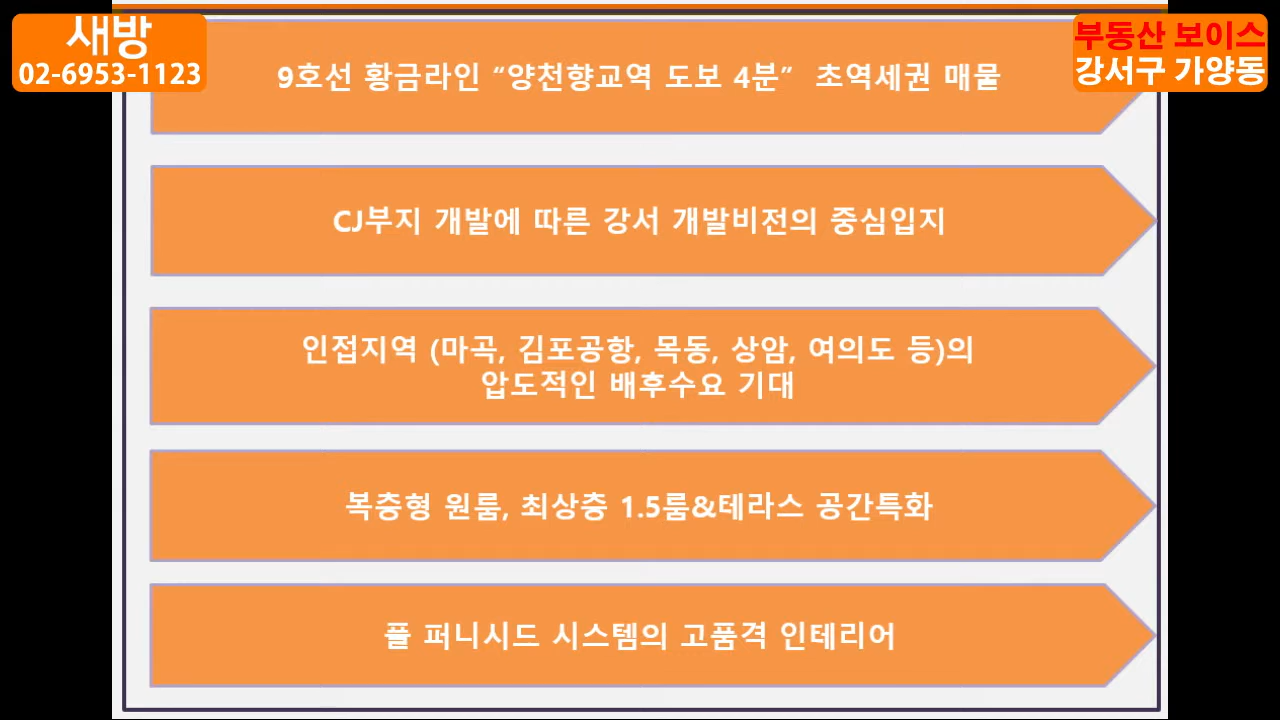 새방
02-6953-1123
부동산 보이스
강서구 가양동
9호선 황금라인 “양천향교역 도보 4분” 초역세권 매물
CJ부지 개발에 따른 강서 개발비전의 중심입지
인접지역 (마곡, 김포공항, 목동, 상암, 여의도 등)의
압도적인 배후수요 기대
복층형 원룸, 최상층 1.5룸&테라스 공간특화
풀 퍼니시드 시스템의 고품격 인테리어